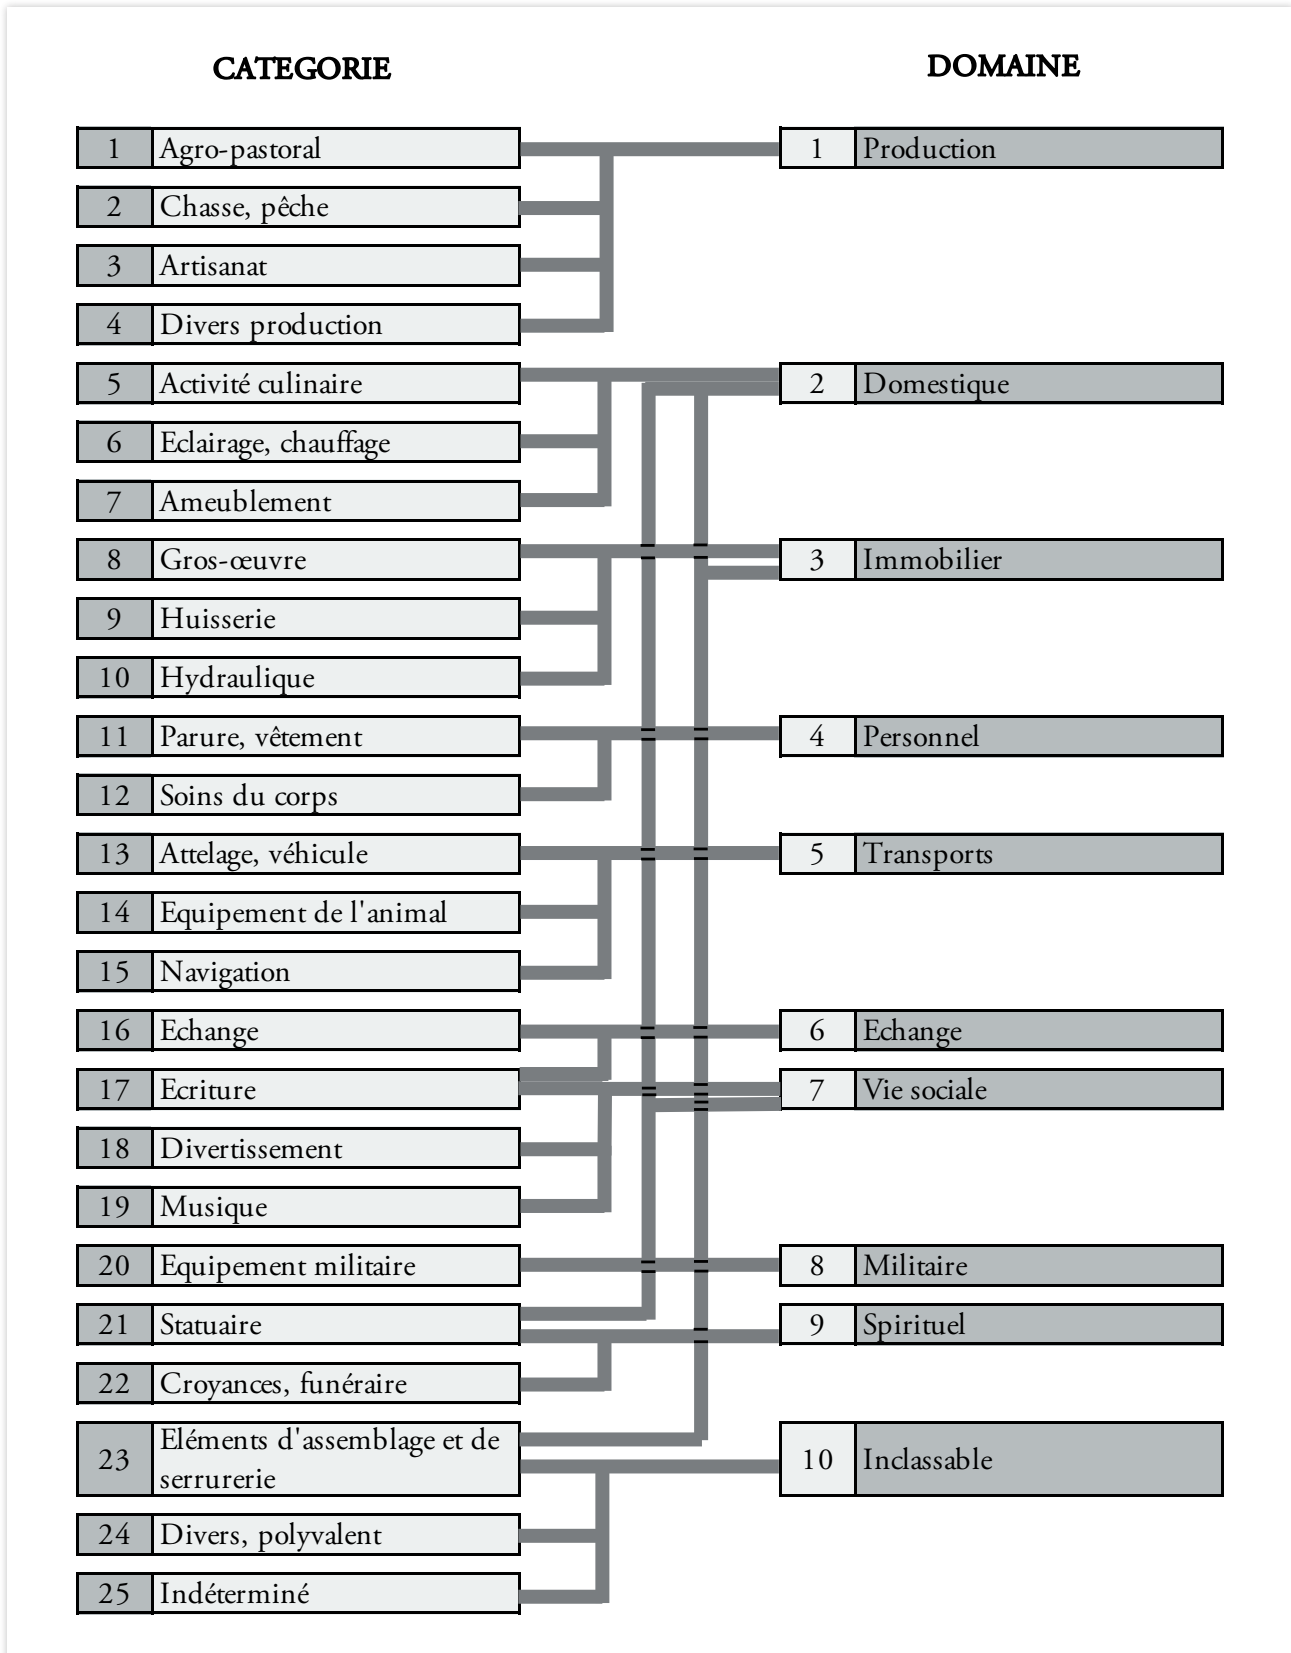 CATEGORIE
DOMAINE
1 Agro-pastoral
1 Production
2 Chasse, pêche
3 Artisanat
4 Divers production
5 Activité culinaire
2 Domestique
6 Eclairage, chauffage
7 Ameublement
8 Gros-œuvre
3 Immobilier
9 Huisserie
10 Hydraulique
11 Parure, vêtement
4 Personnel
12 Soins du corps
13 Attelage, véhicule
5 Transports
14 Equipement de l'animal
15 Navigation
16 Echange
6 Echange
17 Ecriture
7 Vie sociale
18 Divertissement
19 Musique
20 Equipement militaire
8 Militaire
21 Statuaire
9 Spirituel
22 Croyances, funéraire
23 Eléments d'assemblage et de
serrurerie
10 Inclassable
24 Divers, polyvalent
25 Indéterminé